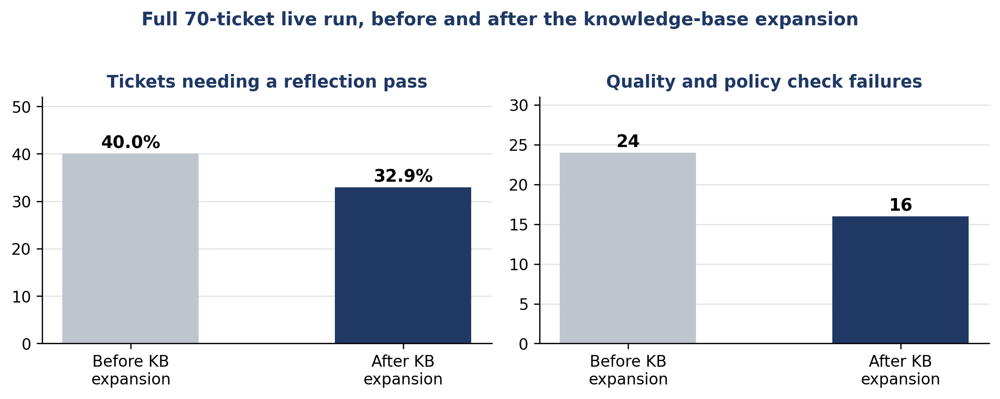 Full 70-ticket live run, before and after the knowledge-base expansion
Tickets needing a reflection pass
50
40
30
20
10
0
40.0%
32.9%
Before KB
expansion
After KB
expansion
Quality and policy check failures
30
25
20
15
10
5
0
24
16
Before KB
expansion
After KB
expansion